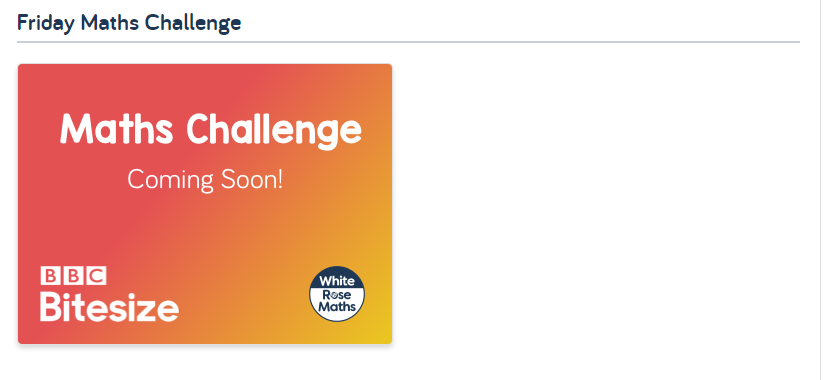 Friday Maths Challenge
Maths Challenge
Coming Soon!
BBC
Bitesize
White
Rose
Maths